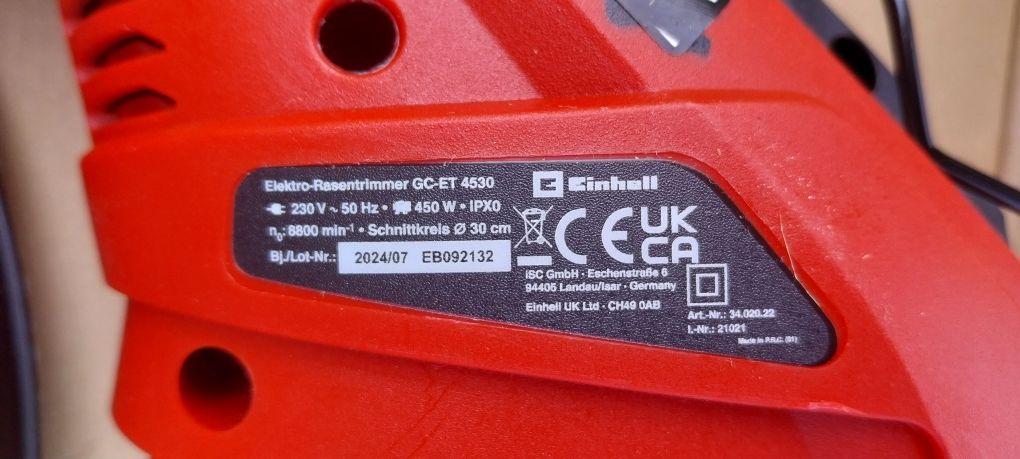 Elektro-Rasentrimmer GC-ET 4530
230 V ~ 50 Hz • 450 W • IPX0
n₀: 8800 min⁻¹ • Schnittkreis Ø 30 cm
Bj./Lot-Nr.: 2024/07 EB092132
Einhell
CE UK
CA
iSC GmbH · Eschenstraße 6
94405 Landau/Isar · Germany
Einhell UK Ltd · CH49 0AB
Art.-Nr.: 34.020.22
I.-Nr.: 21021
Made in P.R.C. (01)